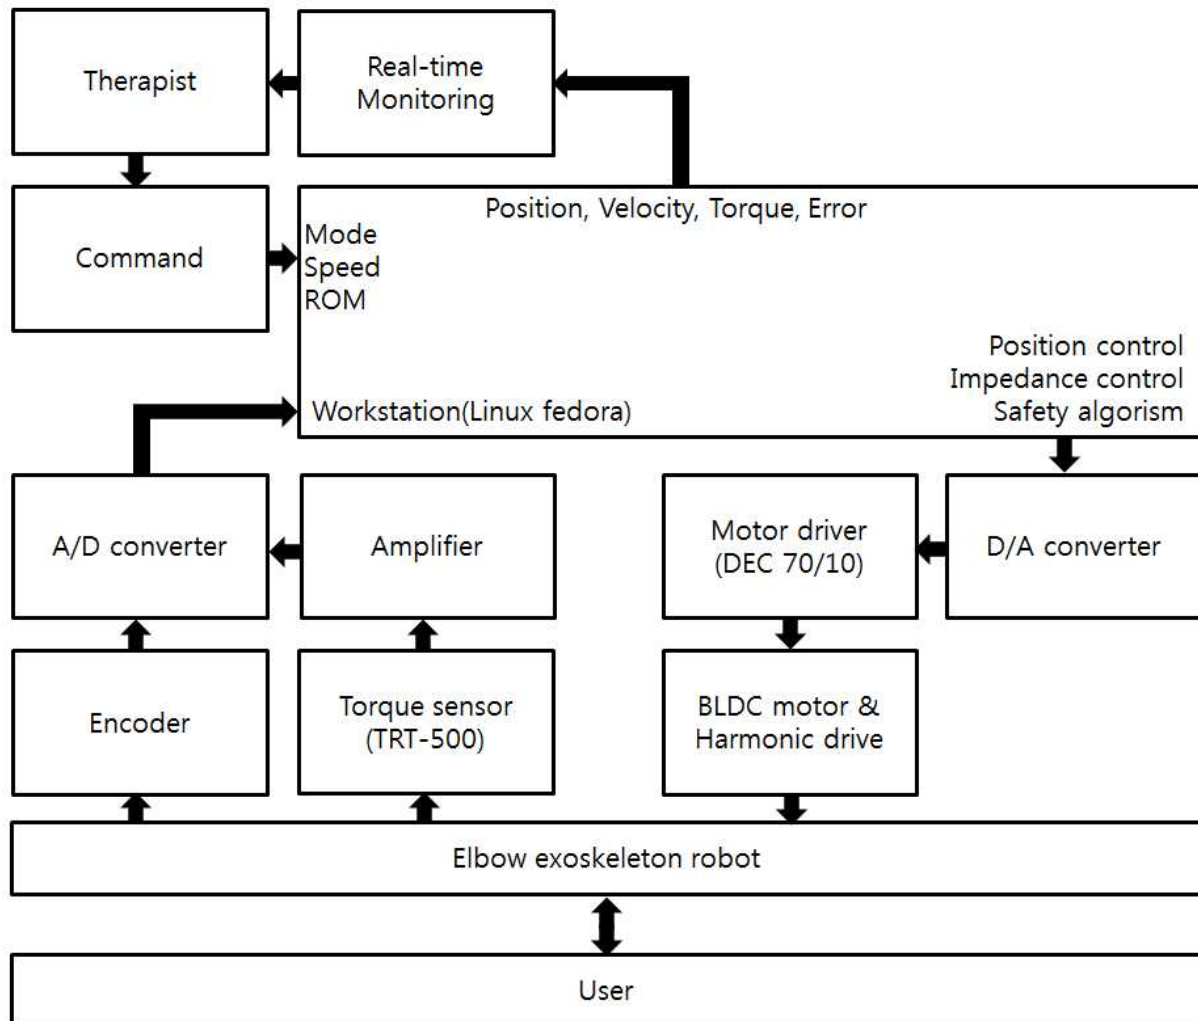 Therapist
Real-time
Monitoring
Command
Position, Velocity, Torque, Error
Mode
Speed
ROM
Position control
Impedance control
Safety algorism
Workstation(Linux fedora)
A/D converter
Amplifier
Motor driver
(DEC 70/10)
D/A converter
Encoder
Torque sensor
(TRT-500)
BLDC motor &
Harmonic drive
Elbow exoskeleton robot
User